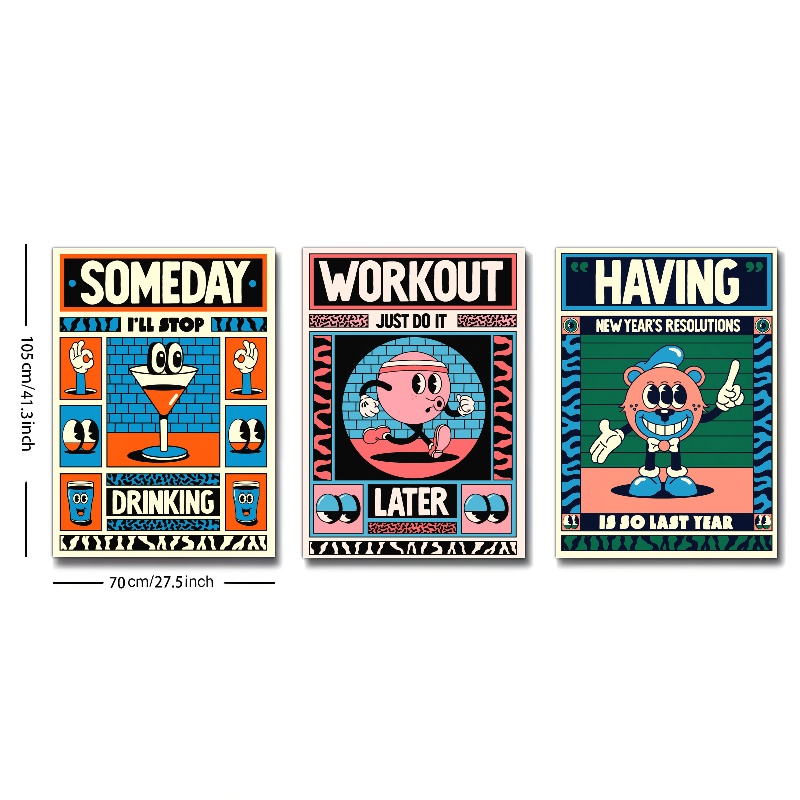 SOMEDAY
I'LL STOP
DRINKING
WORKOUT
JUST DO IT
LATER
"HAVING"
NEW YEAR'S RESOLUTIONS
IS SO LAST YEAR
105cm/41.3inch
70cm/27.5inch